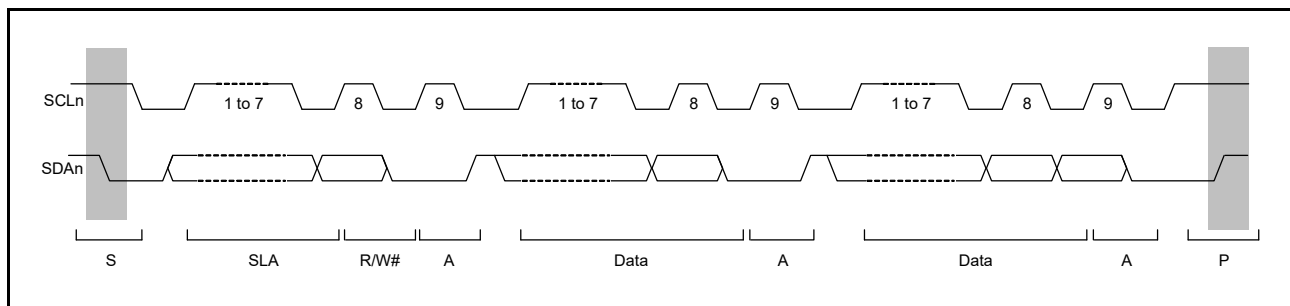 SCLn
1 to 7 8 9 1 to 7 8 9 1 to 7 8 9
SDAn
S SLA R/W# A Data A Data A P